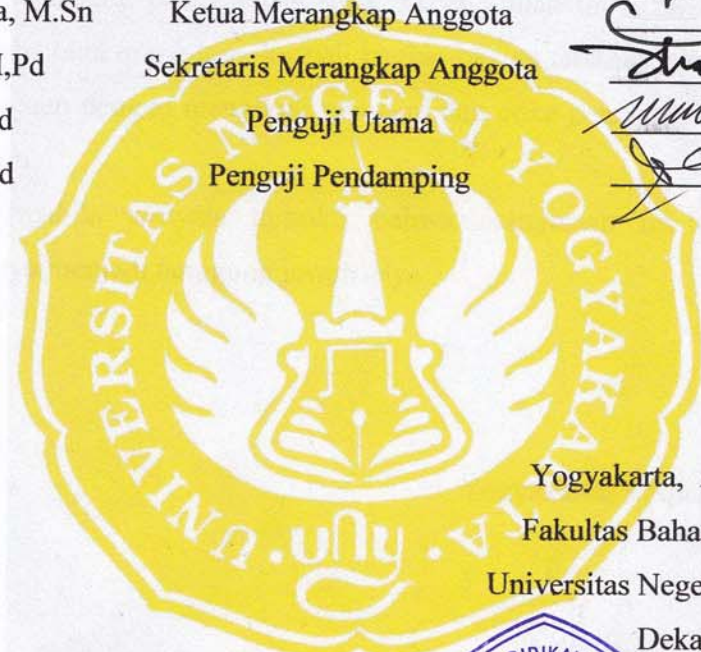 a, M.Sn Ketua Merangkap Anggota
I,Pd Sekretaris Merangkap Anggota
d Penguji Utama
d Penguji Pendamping
UNIVERSITAS NEGERI YOGYAKARTA
uny
Yogyakarta,
Fakultas Baha
Universitas Nege
Deka
DIDIKA